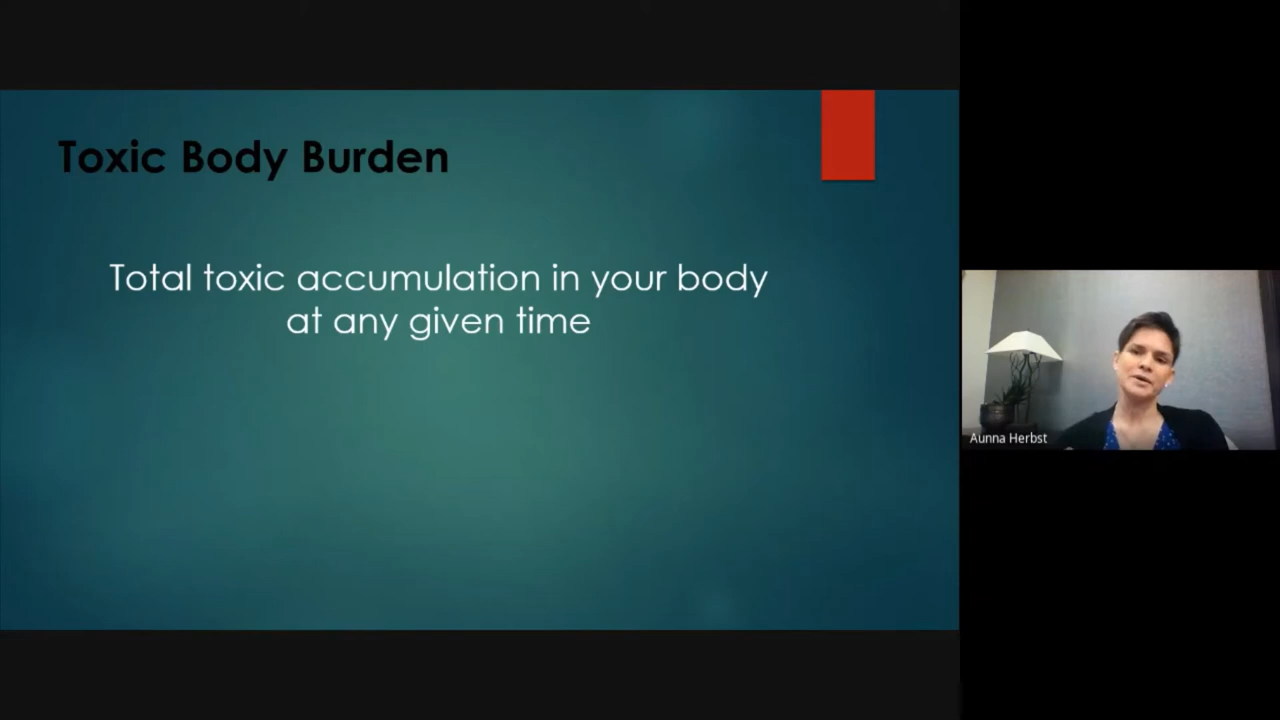 Toxic Body Burden
Total toxic accumulation in your body
at any given time
Aunna Herbst